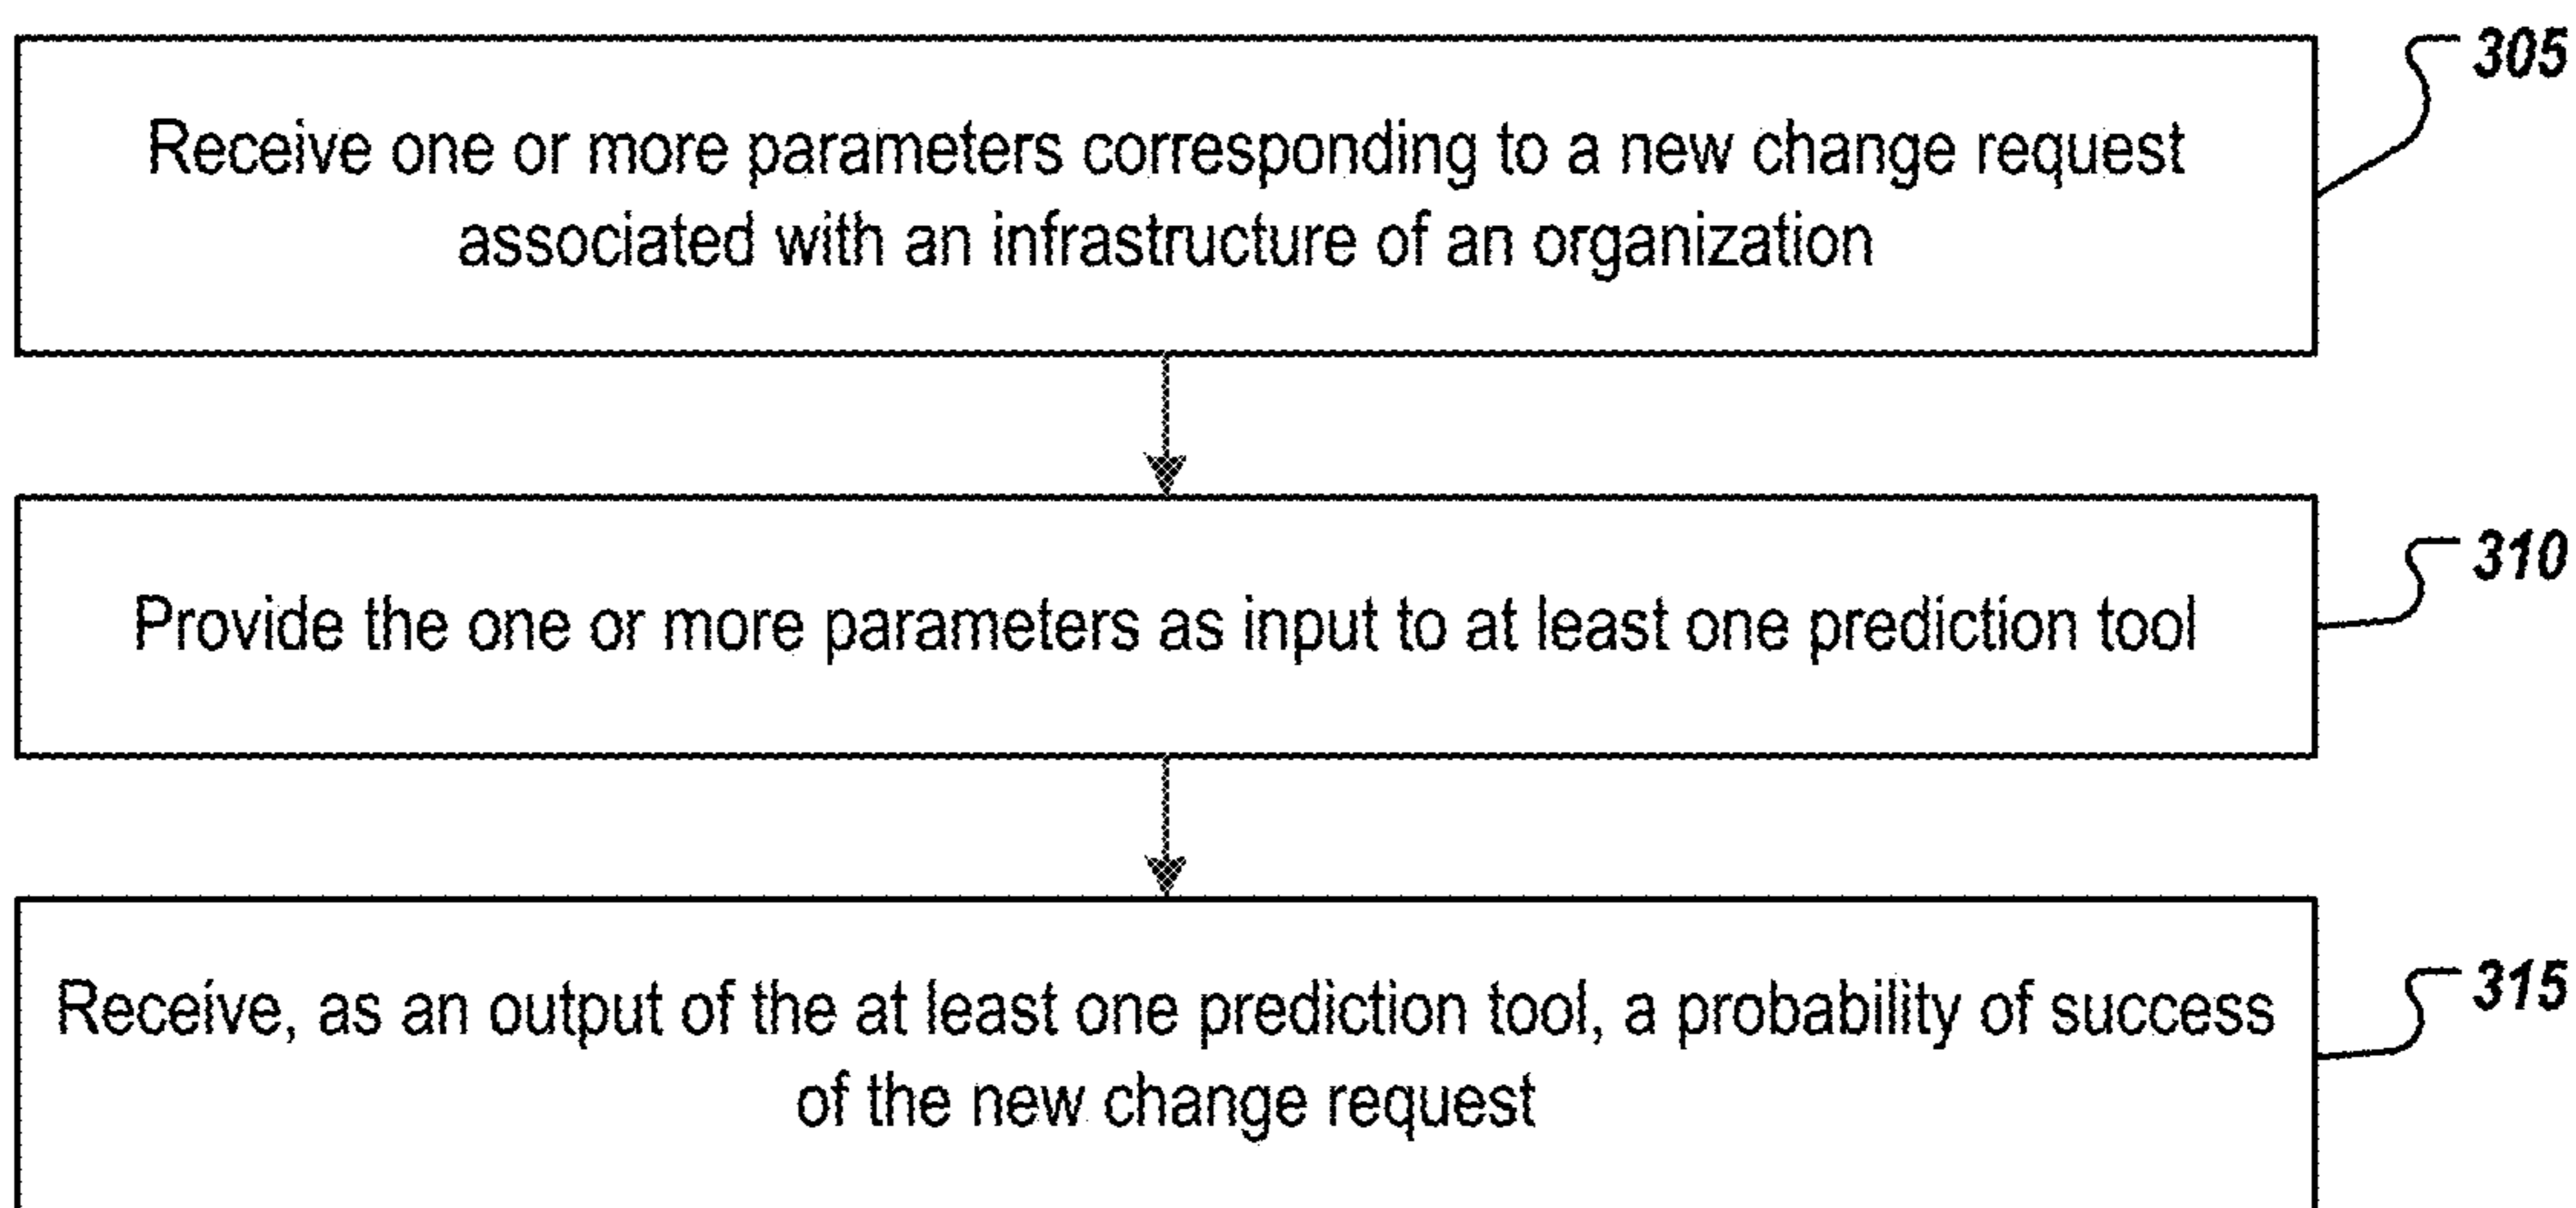 305
Receive one or more parameters corresponding to a new change request
associated with an infrastructure of an organization
310
Provide the one or more parameters as input to at least one prediction tool
315
Receive, as an output of the at least one prediction tool, a probability of success
of the new change request